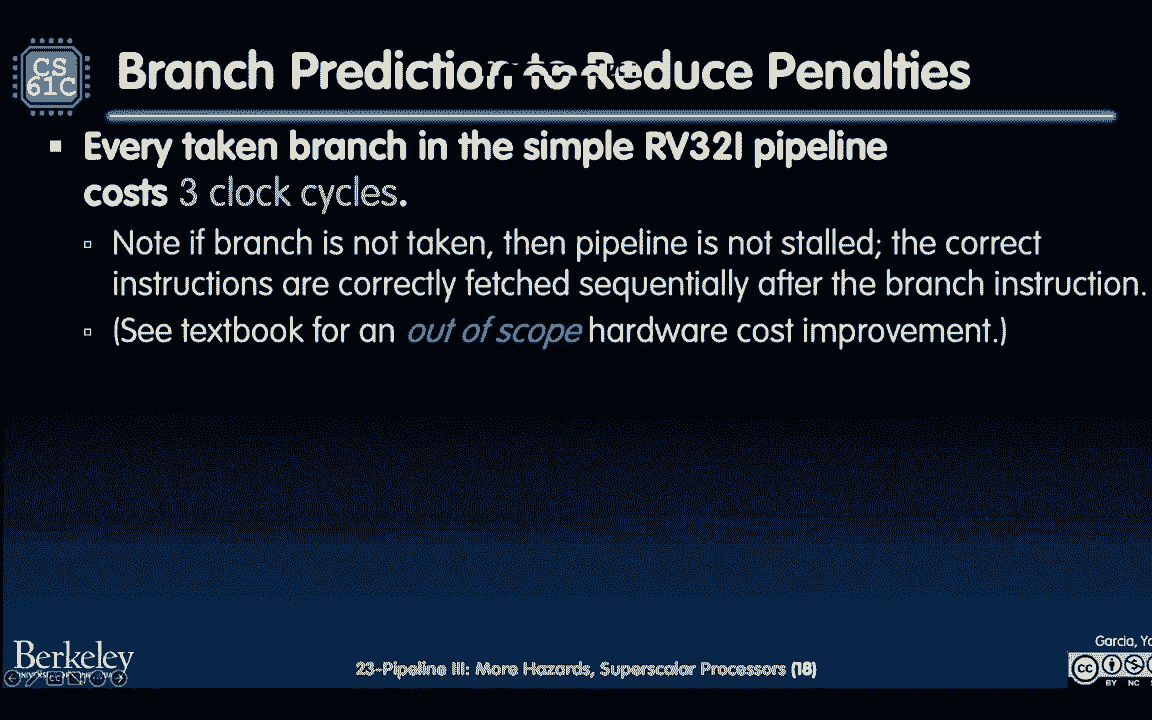 CS
61C
Branch Prediction to Reduce Penalties
Every taken branch in the simple RV32I pipeline
costs 3 clock cycles.
Note if branch is not taken, then pipeline is not stalled; the correct
instructions are correctly fetched sequentially after the branch instruction.
(See textbook for an out of scope hardware cost improvement.)
Berkeley
23-Pipeline III: More Hazards, Superscalar Processors (18)
Garcia, Yo
cc
BY NC